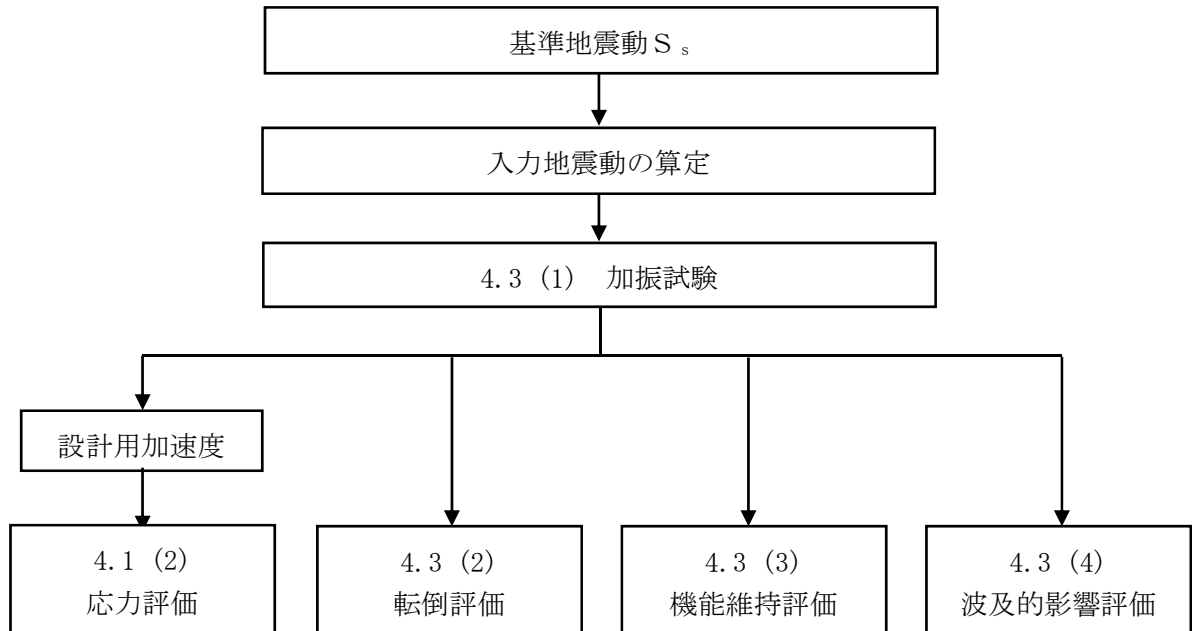 基準地震動Ｓｓ
入力地震動の算定
4.3 (1)　加振試験
設計用加速度
4.1 (2)
応力評価
4.3 (2)
転倒評価
4.3 (3)
機能維持評価
4.3 (4)
波及的影響評価